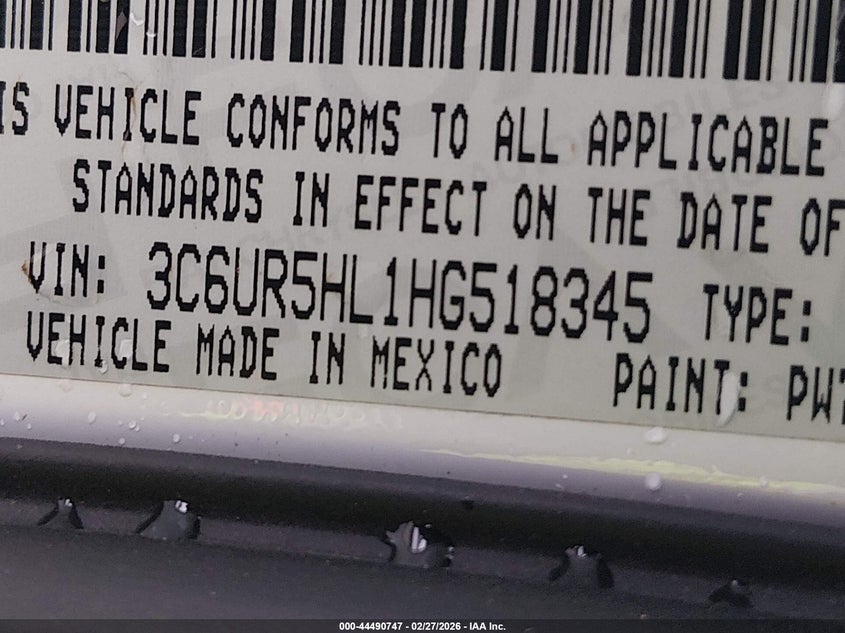 IS VEHICLE CONFORMS TO ALL APPLICABLE
STANDARDS IN EFFECT ON THE DATE OF
VIN: 3C6UR5HL1HG518345 TYPE:
VEHICLE MADE IN MEXICO PAINT: PW7
000-44490747 - 02/27/2026 - IAA Inc.